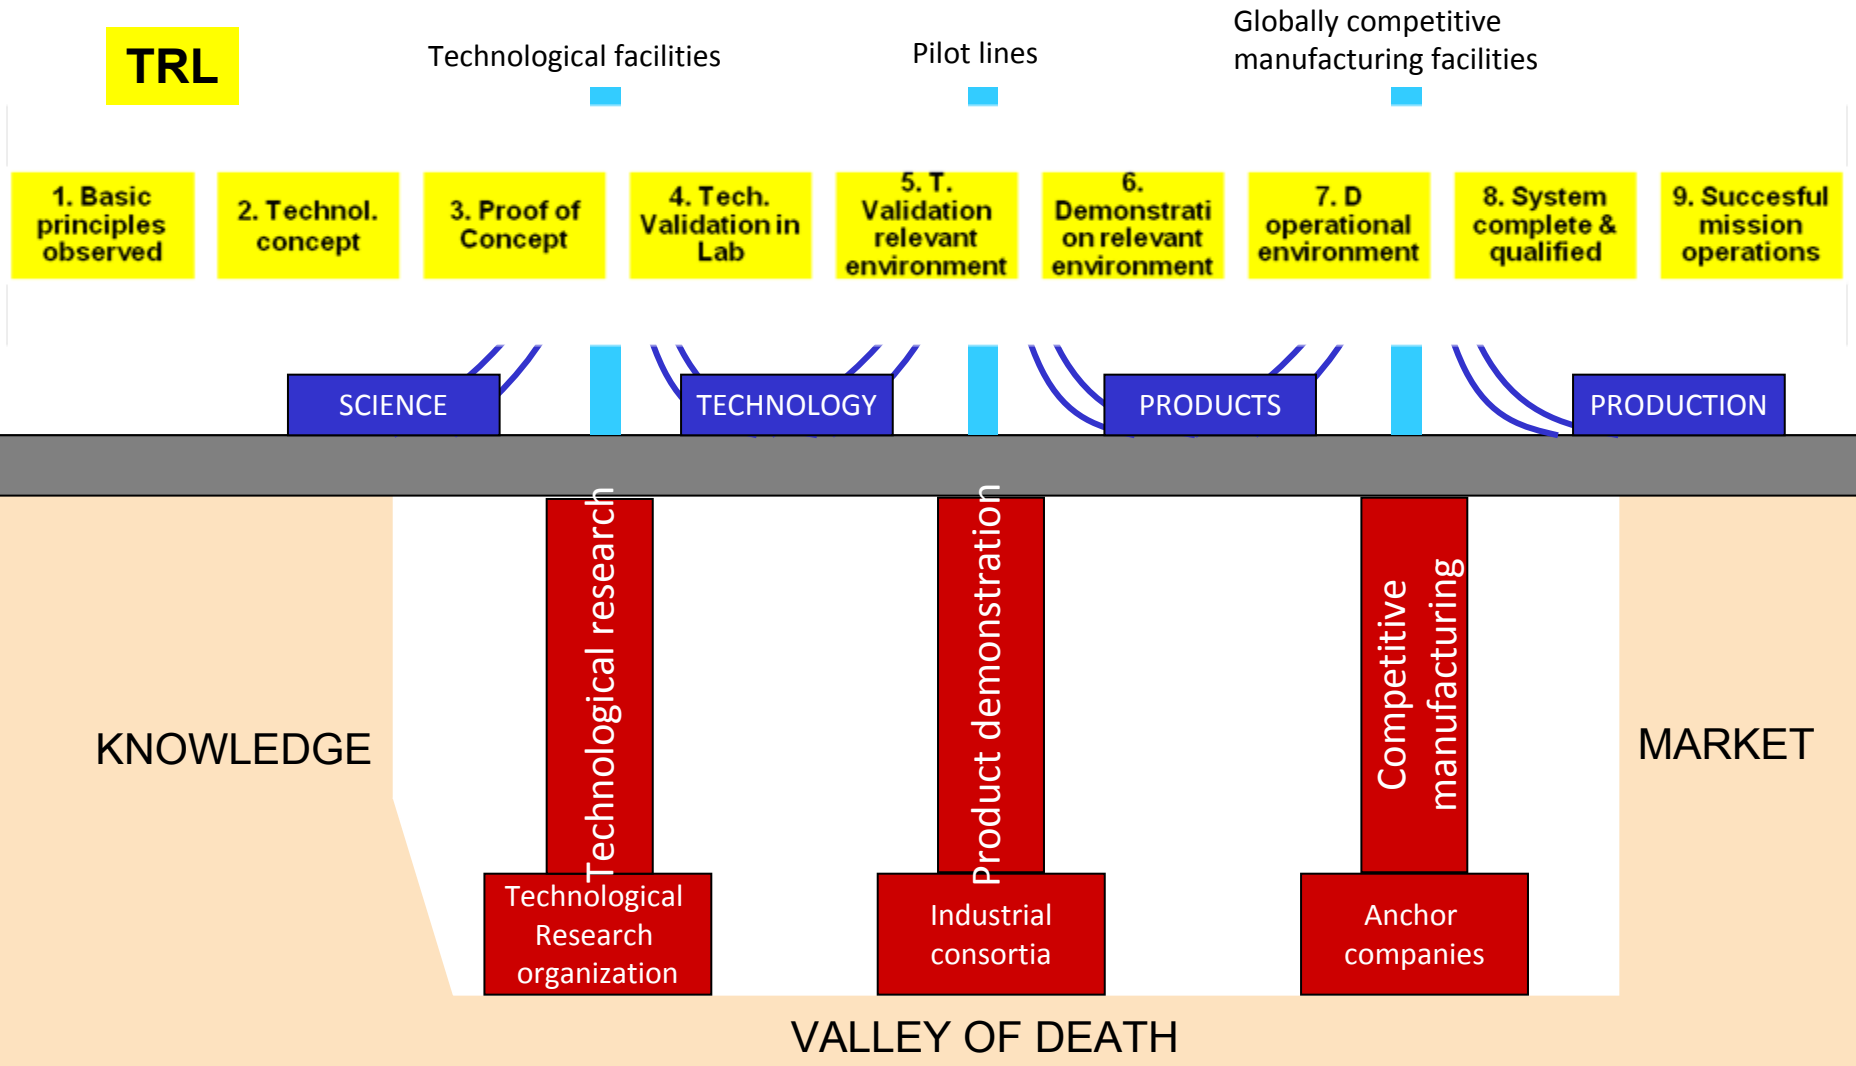 TRL
Technological facilities
Pilot lines
Globally competitive
manufacturing facilities
1. Basic
principles
observed
2. Technol.
concept
3. Proof of
Concept
4. Tech.
Validation in
Lab
5. T.
Validation
relevant
environment
6.
Demonstrati
on relevant
environment
7. D
operational
environment
8. System
complete &
qualified
9. Succesful
mission
operations
SCIENCE
TECHNOLOGY
PRODUCTS
PRODUCTION
Technological research
Product demonstration
Competitive
manufacturing
KNOWLEDGE
MARKET
Technological
Research
organization
Industrial
consortia
Anchor
companies
VALLEY OF DEATH